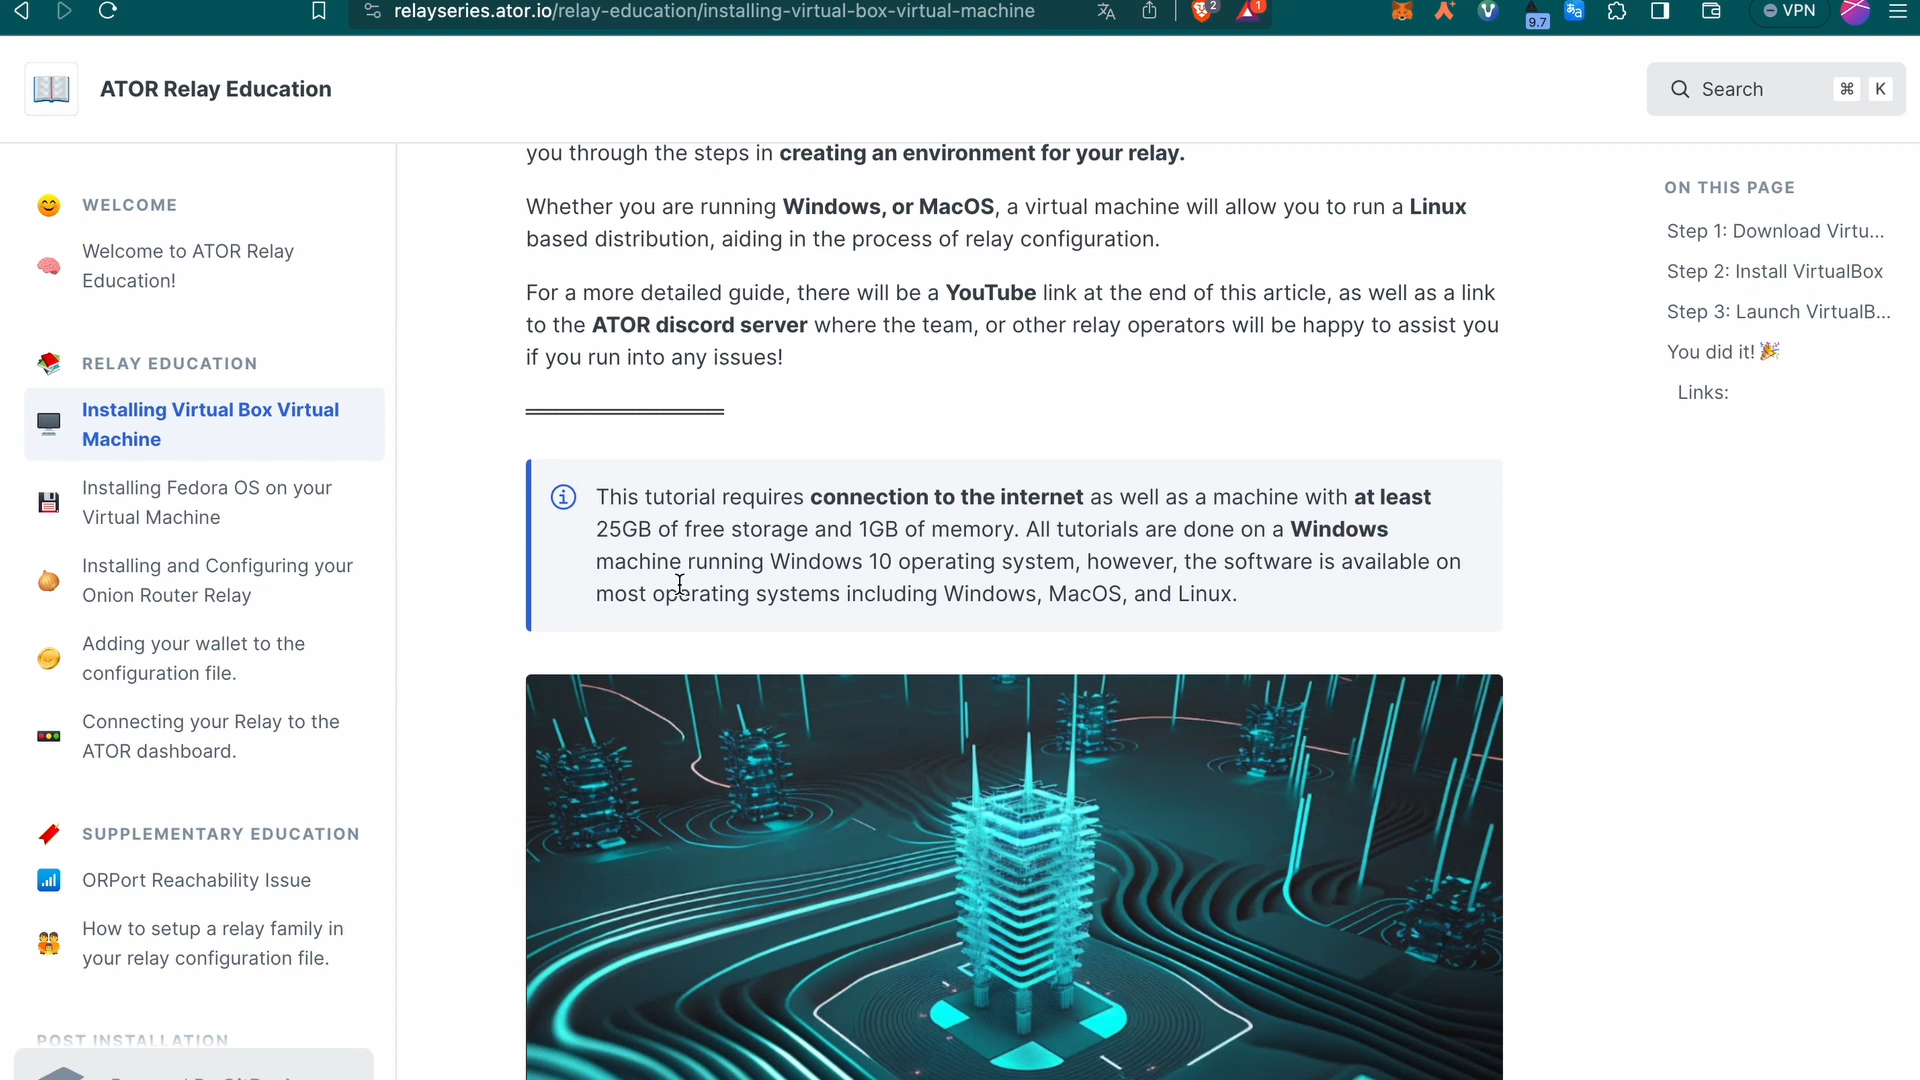 relayseries.ator.io/relay-education/installing-virtual-box-virtual-machine
2
1
9.7
VPN
ATOR Relay Education
Search
⌘ K
WELCOME
Welcome to ATOR Relay
Education!
RELAY EDUCATION
Installing Virtual Box Virtual
Machine
Installing Fedora OS on your
Virtual Machine
Installing and Configuring your
Onion Router Relay
Adding your wallet to the
configuration file.
Connecting your Relay to the
ATOR dashboard.
SUPPLEMENTARY EDUCATION
ORPort Reachability Issue
How to setup a relay family in
your relay configuration file.
POST INSTALLATION
you through the steps in creating an environment for your relay.
Whether you are running Windows, or MacOS, a virtual machine will allow you to run a Linux
based distribution, aiding in the process of relay configuration.
For a more detailed guide, there will be a YouTube link at the end of this article, as well as a link
to the ATOR discord server where the team, or other relay operators will be happy to assist you
if you run into any issues!
This tutorial requires connection to the internet as well as a machine with at least
25GB of free storage and 1GB of memory. All tutorials are done on a Windows
machine running Windows 10 operating system, however, the software is available on
most operating systems including Windows, MacOS, and Linux.
ON THIS PAGE
Step 1: Download Virtu...
Step 2: Install VirtualBox
Step 3: Launch VirtualB...
You did it! 🎉
Links: